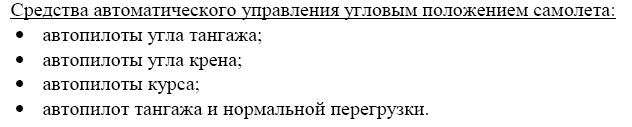 Средства автоматического управления угловым положением самолета:
• автопилоты угла тангажа;
• автопилоты угла крена;
• автопилоты курса;
• автопилот тангажа и нормальной перегрузки.